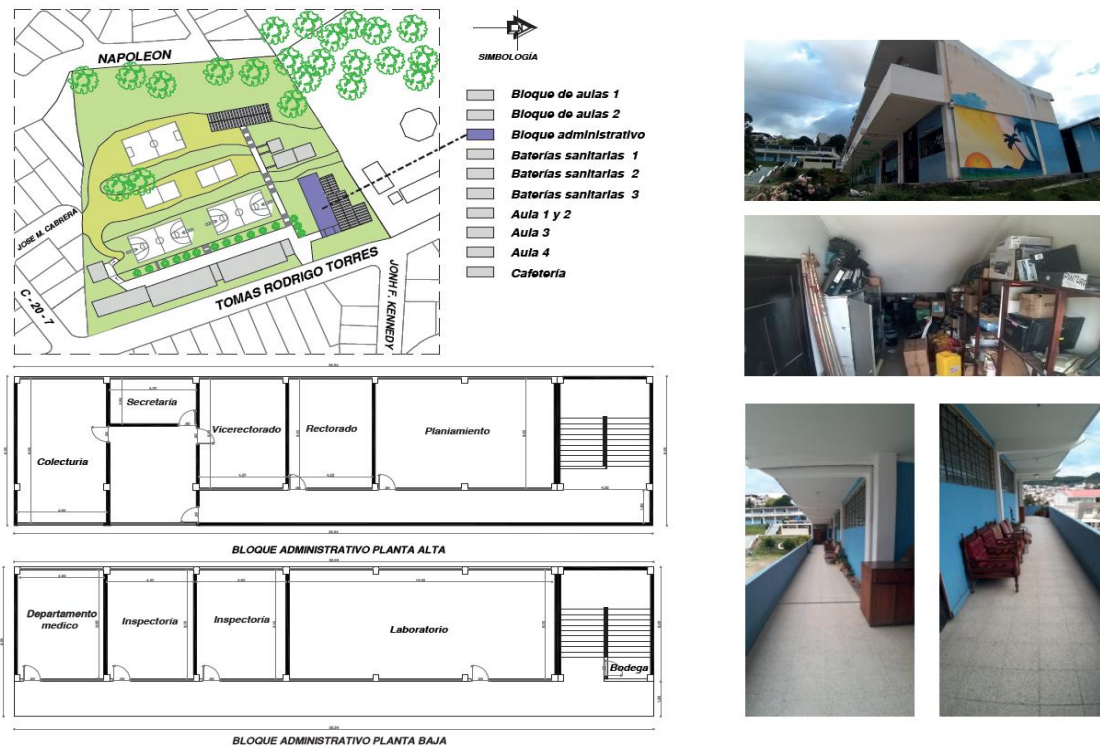 NAPOLEON
JOSE M. CABRERA
C - 20 - 7
TOMAS RODRIGO TORRES
JONH F. KENNEDY
SIMBOLOGÍA
Bloque de aulas 1
Bloque de aulas 2
Bloque administrativo
Baterías sanitarias 1
Baterías sanitarias 2
Baterías sanitarias 3
Aula 1 y 2
Aula 3
Aula 4
Cafetería
Secretaría
Colecturia
Vicerectorado
Rectorado
Planiamiento
BLOQUE ADMINISTRATIVO PLANTA ALTA
Departamento
medico
Inspectoría
Inspectoría
Laboratorio
Bodega
BLOQUE ADMINISTRATIVO PLANTA BAJA